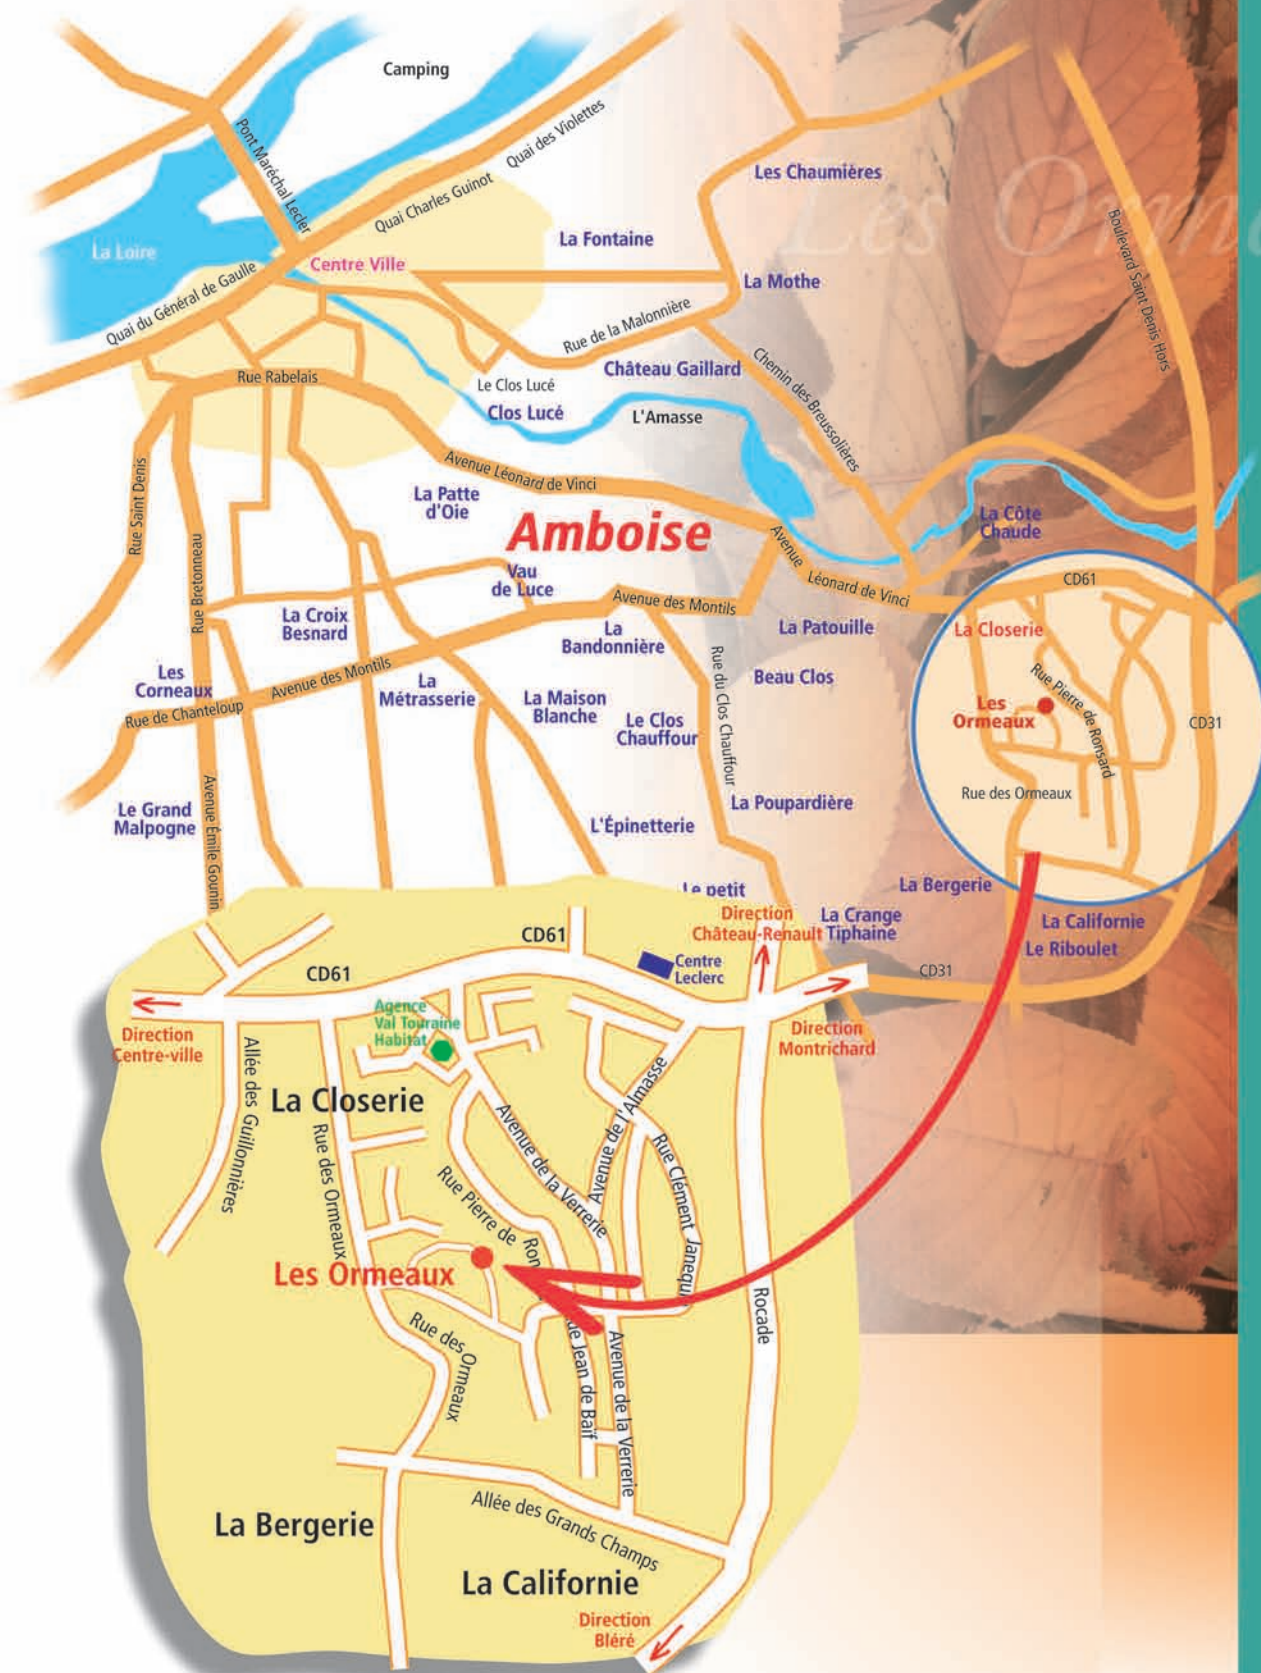 Camping
Pont Maréchal Lecler
Quai des Violettes
Quai Charles Guinot
Les Chaumières
Les Orme
La Loire
La Fontaine
Centre Ville
Quai du Général de Gaulle
La Mothe
Boulevard Saint Denis Hors
Rue de la Malonnière
Rue Rabelais
Le Clos Lucé
Château Gaillard
Chemin des Breussolières
Clos Lucé
L'Amasse
Rue Saint Denis
Avenue Léonard de Vinci
La Patte
d'Oie
Amboise
La Côte
Chaude
Avenue Léonard de Vinci
Rue Bretonneau
Vau
de Luce
CD61
Avenue des Montils
La Croix
Besnard
La
Bandonnière
La Patouille
La Closerie
Les
Corneaux
Avenue des Montils
La
Métrasserie
Rue du Clos Chauffour
Beau Clos
Rue Pierre de Ronsard
Rue de Chanteloup
La Maison
Blanche
Le Clos
Chauffour
Les
Ormeaux
CD31
Avenue Émile Gounin
Le Grand
Malpogne
L'Épinetterie
La Poupardière
Rue des Ormeaux
Le petit
La Bergerie
Direction
Château-Renault
La Crange
Tiphaine
La Californie
Le Riboulet
CD61
CD61
Centre
Leclerc
CD31
Agence
Val Touraine
Habitat
Direction
Centre-ville
Direction
Montrichard
Allée des Guillonnières
La Closerie
Rue des Ormeaux
Avenue de la Verrerie
Avenue de l'Almasse
Rue Clément Janequi
Rue Pierre de
Ron
Les Ormeaux
Rue des Ormeaux
ue Jean de Baïf
Avenue de la Verrerie
Rocade
Allée des Grands Champs
La Bergerie
La Californie
Direction
Bléré